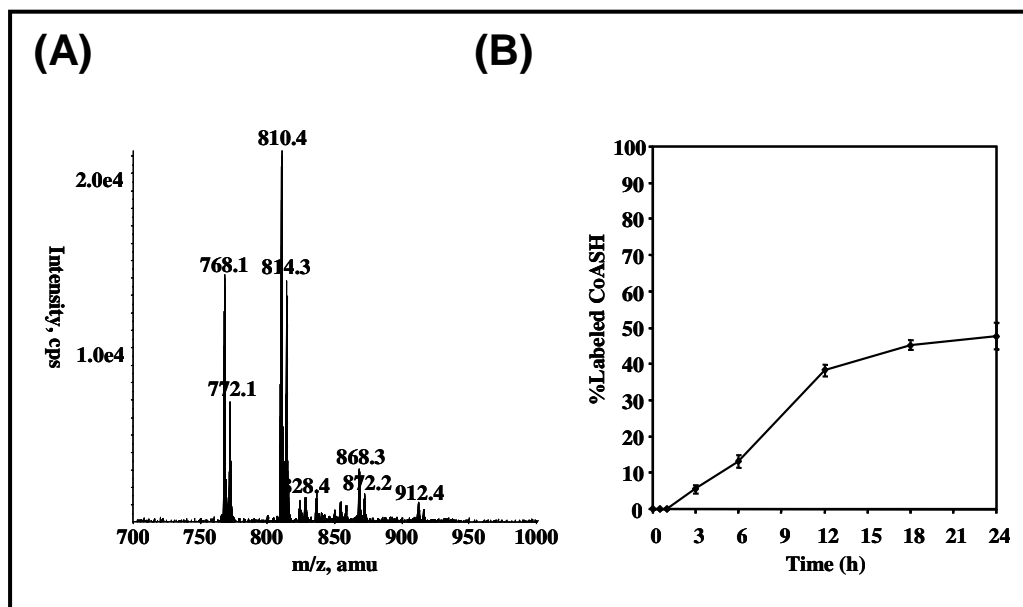 (A)
(B)
810.4
2.0e4
768.1
814.3
1.0e4
772.1
868.3
828.4
872.2
912.4
Intensity, cps
700 750 800 850 900 950 1000
m/z, amu
100
90
80
70
60
50
40
30
20
10
0
%Labeled CoASH
0 3 6 9 12 15 18 21 24
Time (h)